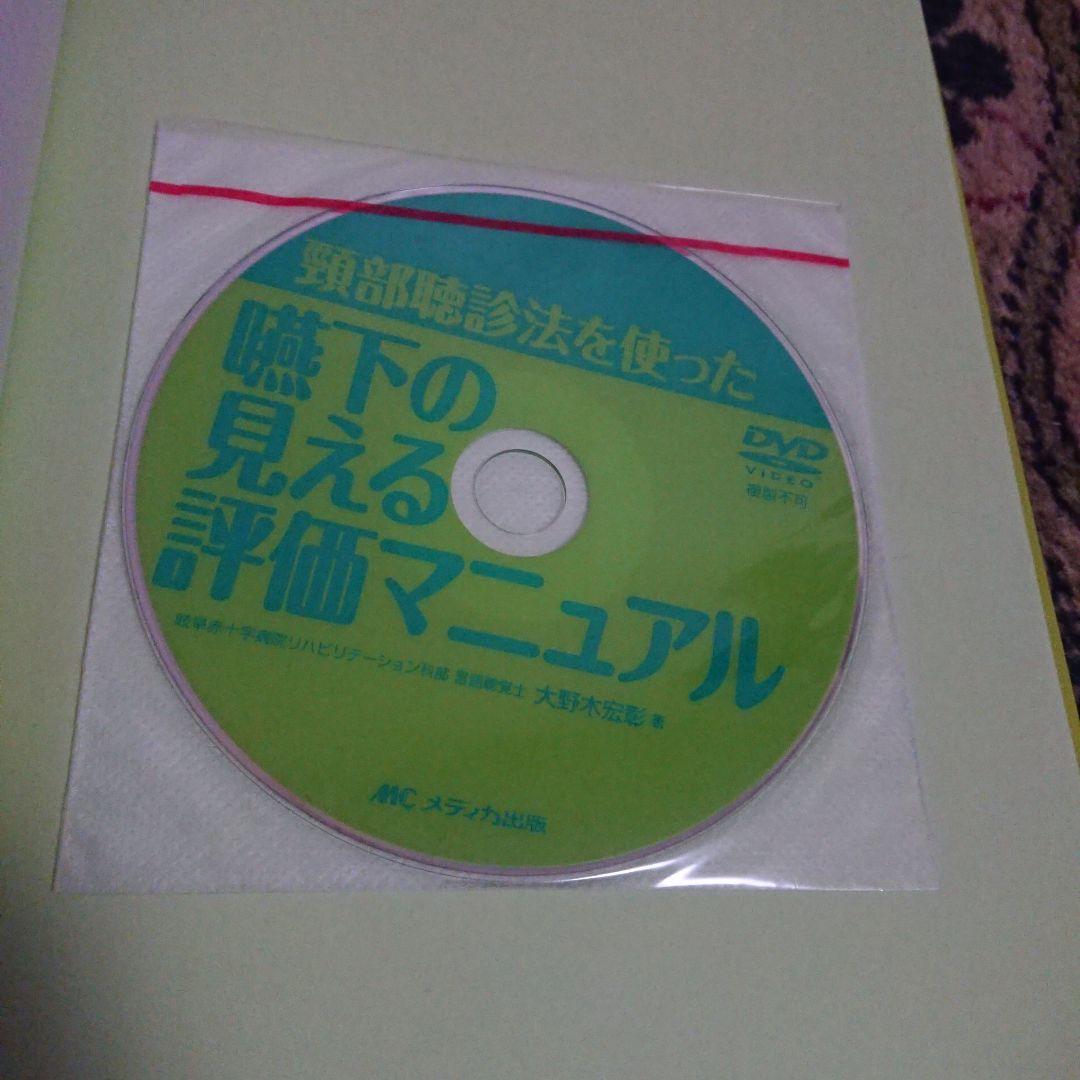 頸部聴診法を使った
嚥下の
見える
評価マニュアル
DVD
VIDEO
複製不可
岐阜赤十字病院リハビリテーション科部 言語聴覚士 大野木宏彰 著
MC メディカ出版